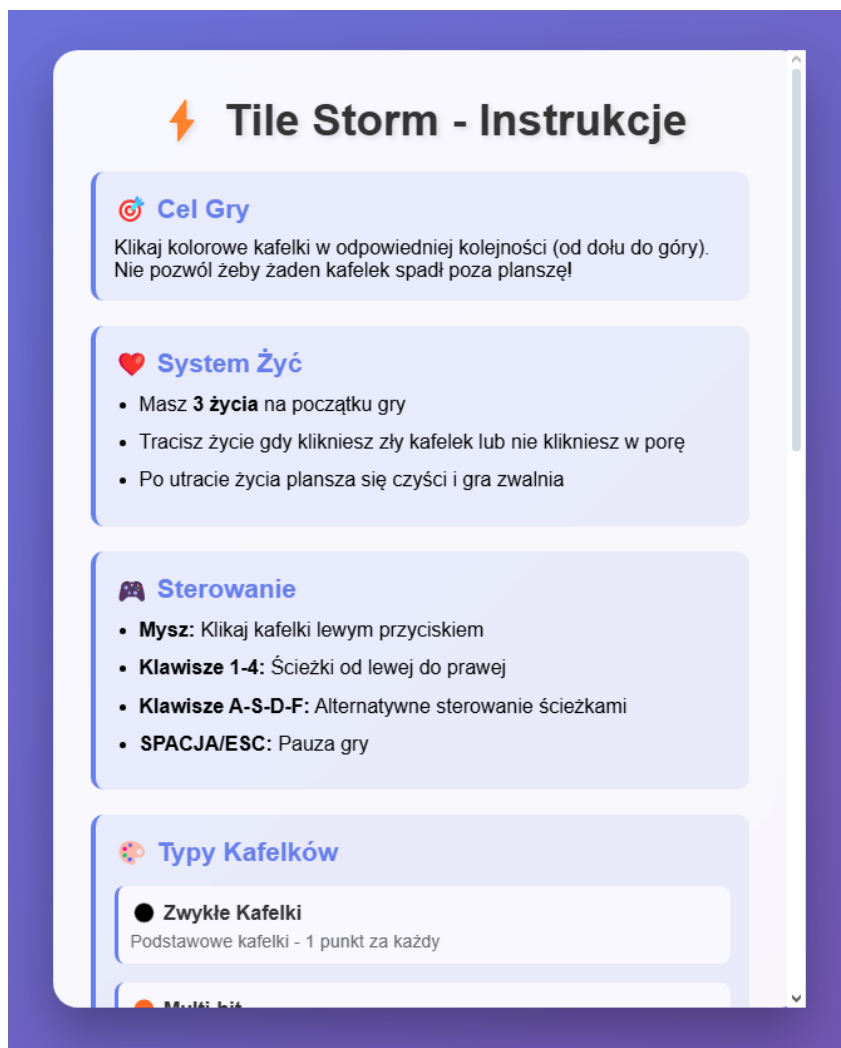 Tile Storm - Instrukcje
Cel Gry
Klikaj kolorowe kafelki w odpowiedniej kolejności (od dołu do góry).
Nie pozwól żeby żaden kafelek spadł poza planszę!
System Żyć
• Masz 3 życia na początku gry
• Tracisz życie gdy klikniesz zły kafelek lub nie klikniesz w porę
• Po utracie życia plansza się czyści i gra zwalnia
Sterowanie
• Mysz: Klikaj kafelki lewym przyciskiem
• Klawisze 1-4: Ścieżki od lewej do prawej
• Klawisze A-S-D-F: Alternatywne sterowanie ścieżkami
• SPACJA/ESC: Pauza gry
Typy Kafelków
Zwykłe Kafelki
Podstawowe kafelki - 1 punkt za każdy
Multi-hit